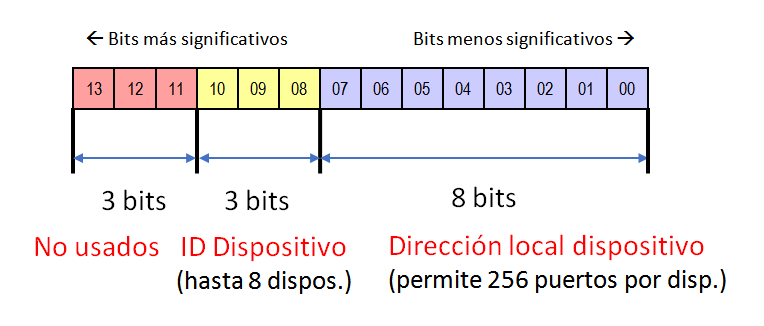 ← Bits más significativos Bits menos significativos →
13 12 11 10 09 08 07 06 05 04 03 02 01 00
3 bits 3 bits 8 bits
No usados ID Dispositivo Dirección local dispositivo
(hasta 8 dispos.) (permite 256 puertos por disp.)